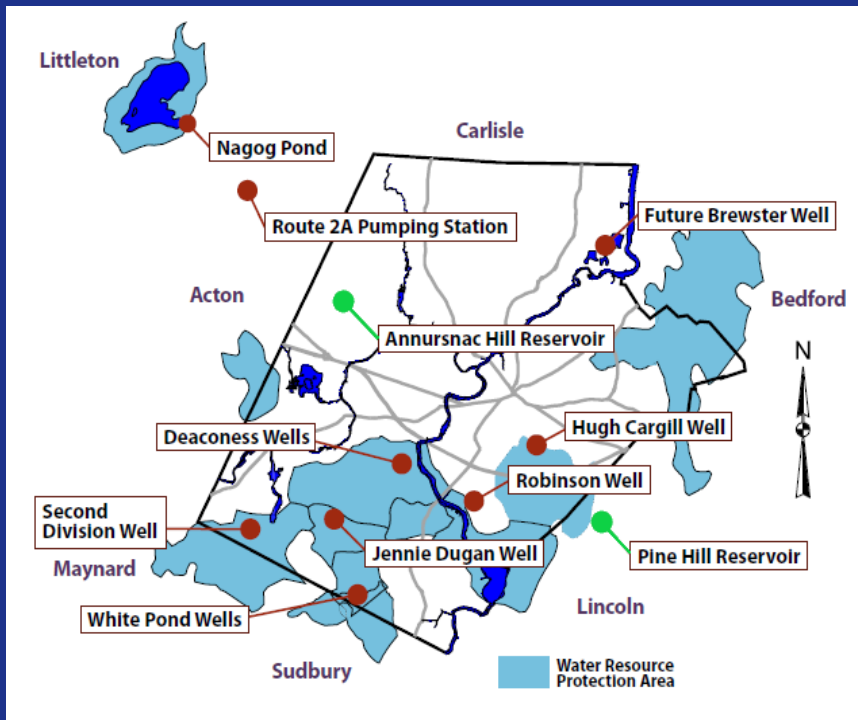 Littleton
Carlisle
Nagog Pond
Future Brewster Well
Route 2A Pumping Station
Acton
Bedford
Annursnac Hill Reservoir
N
Hugh Cargill Well
Deaconess Wells
Robinson Well
Second
Division Well
Jennie Dugan Well
Pine Hill Reservoir
Maynard
White Pond Wells
Lincoln
Sudbury
Water Resource
Protection Area